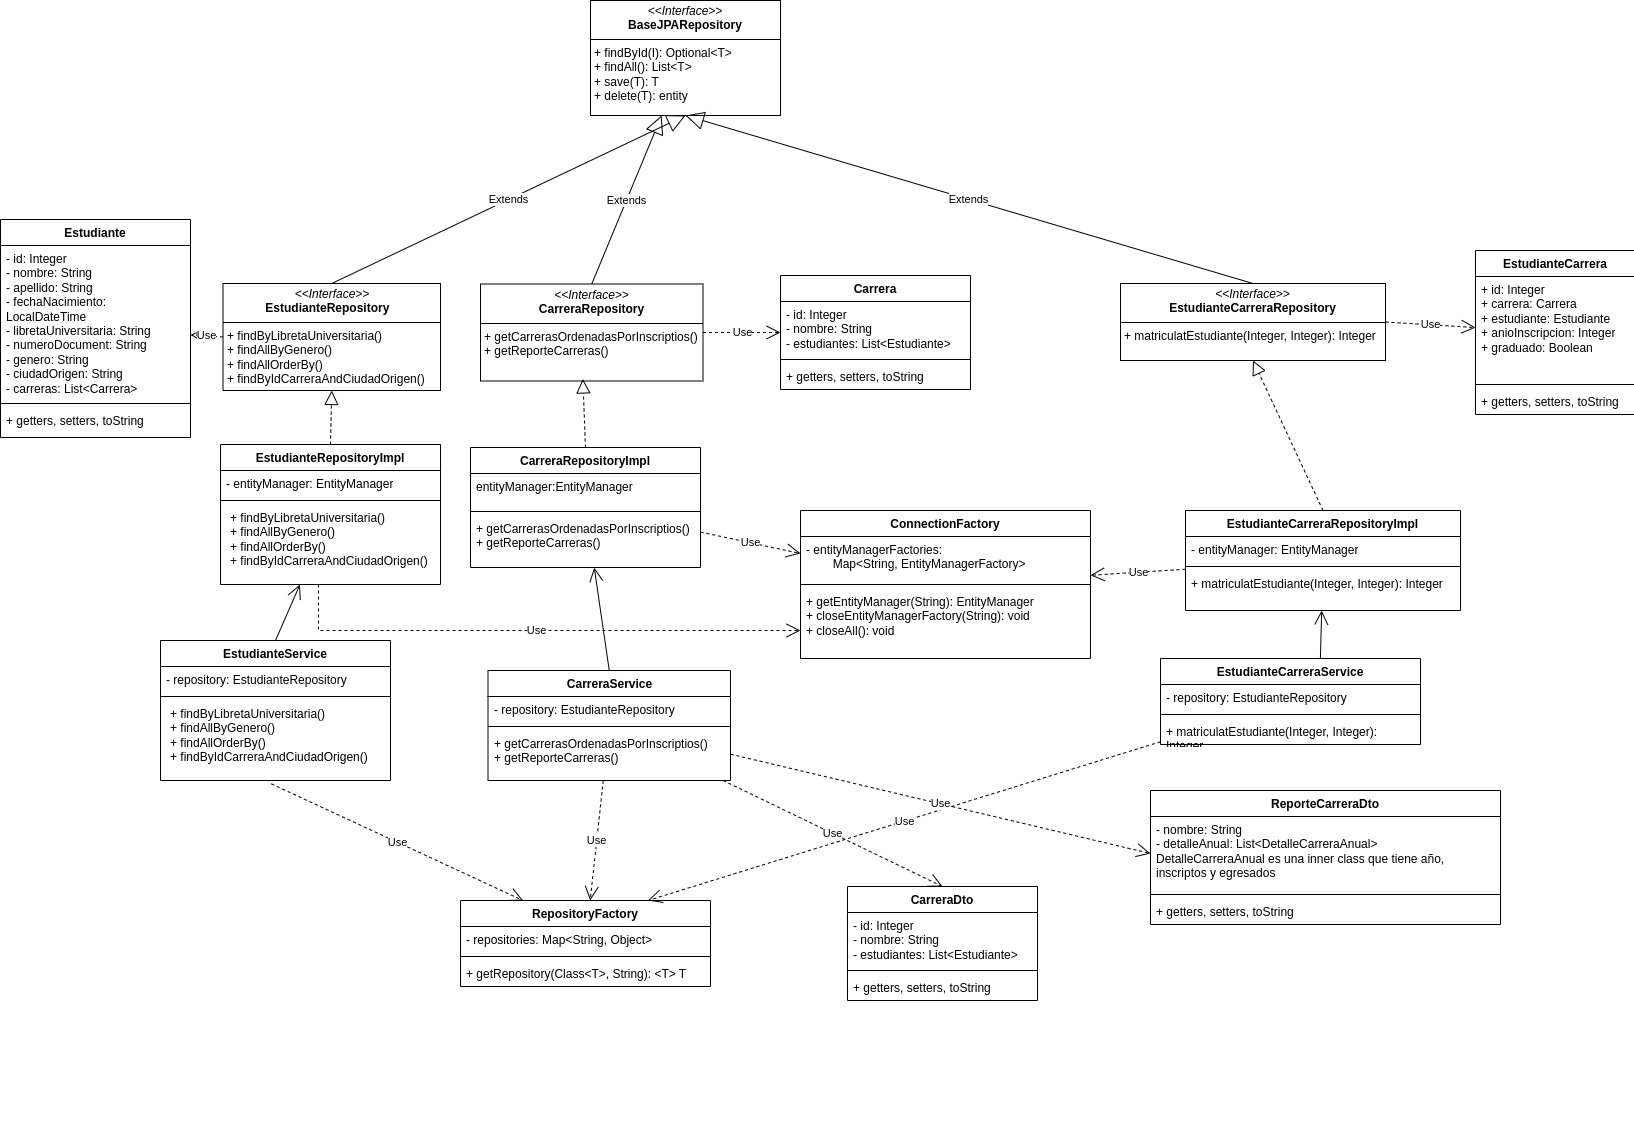 <<Interface>>
BaseJPARepository
+ findById(I): Optional<T>
+ findAll(): List<T>
+ save(T): T
+ delete(T): entity
Extends
Extends
Extends
Estudiante
- id: Integer
- nombre: String
- apellido: String
- fechaNacimiento:
LocalDateTime
- libretaUniversitaria: String
- numeroDocument: String
- genero: String
- ciudadOrigen: String
- carreras: List<Carrera>
+ getters, setters, toString
Use
<<Interface>>
EstudianteRepository
+ findByLibretaUniversitaria()
+ findAllByGenero()
+ findAllOrderBy()
+ findByIdCarreraAndCiudadOrigen()
<<Interface>>
CarreraRepository
+ getCarrerasOrdenadasPorInscriptios()
+ getReporteCarreras()
Use
Carrera
- id: Integer
- nombre: String
- estudiantes: List<Estudiante>
+ getters, setters, toString
<<Interface>>
EstudianteCarreraRepository
+ matriculatEstudiante(Integer, Integer): Integer
Use
EstudianteCarrera
+ id: Integer
+ carrera: Carrera
+ estudiante: Estudiante
+ anioInscripcion: Integer
+ graduado: Boolean
+ getters, setters, toString
EstudianteRepositoryImpl
- entityManager: EntityManager
+ findByLibretaUniversitaria()
+ findAllByGenero()
+ findAllOrderBy()
+ findByIdCarreraAndCiudadOrigen()
CarreraRepositoryImpl
entityManager:EntityManager
+ getCarrerasOrdenadasPorInscriptios()
+ getReporteCarreras()
Use
ConnectionFactory
- entityManagerFactories:
Map<String, EntityManagerFactory>
+ getEntityManager(String): EntityManager
+ closeEntityManagerFactory(String): void
+ closeAll(): void
Use
EstudianteCarreraRepositoryImpl
- entityManager: EntityManager
+ matriculatEstudiante(Integer, Integer): Integer
Use
EstudianteService
- repository: EstudianteRepository
+ findByLibretaUniversitaria()
+ findAllByGenero()
+ findAllOrderBy()
+ findByIdCarreraAndCiudadOrigen()
CarreraService
- repository: EstudianteRepository
+ getCarrerasOrdenadasPorInscriptios()
+ getReporteCarreras()
EstudianteCarreraService
- repository: EstudianteRepository
+ matriculatEstudiante(Integer, Integer):
Integer
Use
Use
Use
Use
Use
ReporteCarreraDto
- nombre: String
- detalleAnual: List<DetalleCarreraAnual>
DetalleCarreraAnual es una inner class que tiene año,
inscriptos y egresados
+ getters, setters, toString
RepositoryFactory
- repositories: Map<String, Object>
+ getRepository(Class<T>, String): <T> T
CarreraDto
- id: Integer
- nombre: String
- estudiantes: List<Estudiante>
+ getters, setters, toString